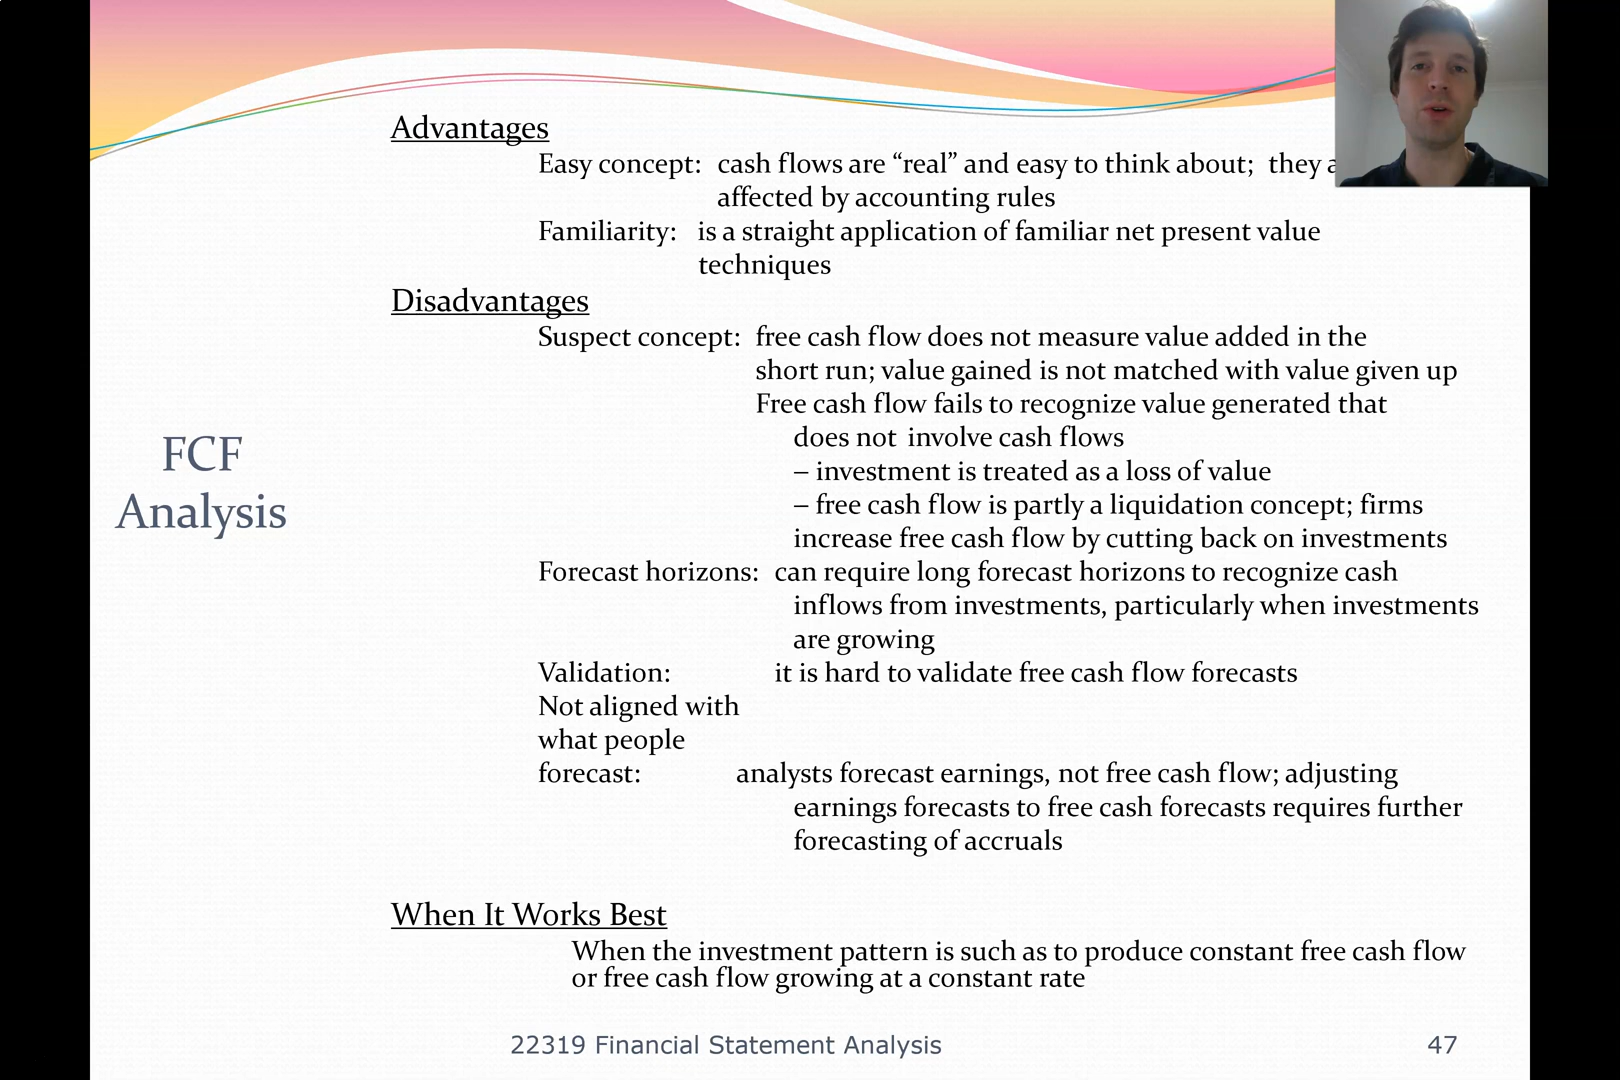 Advantages
Easy concept: cash flows are “real” and easy to think about; they
affected by accounting rules
Familiarity: is a straight application of familiar net present value
techniques
Disadvantages
Suspect concept: free cash flow does not measure value added in the
short run; value gained is not matched with value given up
Free cash flow fails to recognize value generated that
does not involve cash flows
– investment is treated as a loss of value
– free cash flow is partly a liquidation concept; firms
increase free cash flow by cutting back on investments
Forecast horizons: can require long forecast horizons to recognize cash
inflows from investments, particularly when investments
are growing
Validation: it is hard to validate free cash flow forecasts
Not aligned with
what people
forecast: analysts forecast earnings, not free cash flow; adjusting
earnings forecasts to free cash forecasts requires further
forecasting of accruals
FCF
Analysis
When It Works Best
When the investment pattern is such as to produce constant free cash flow
or free cash flow growing at a constant rate
22319 Financial Statement Analysis 47